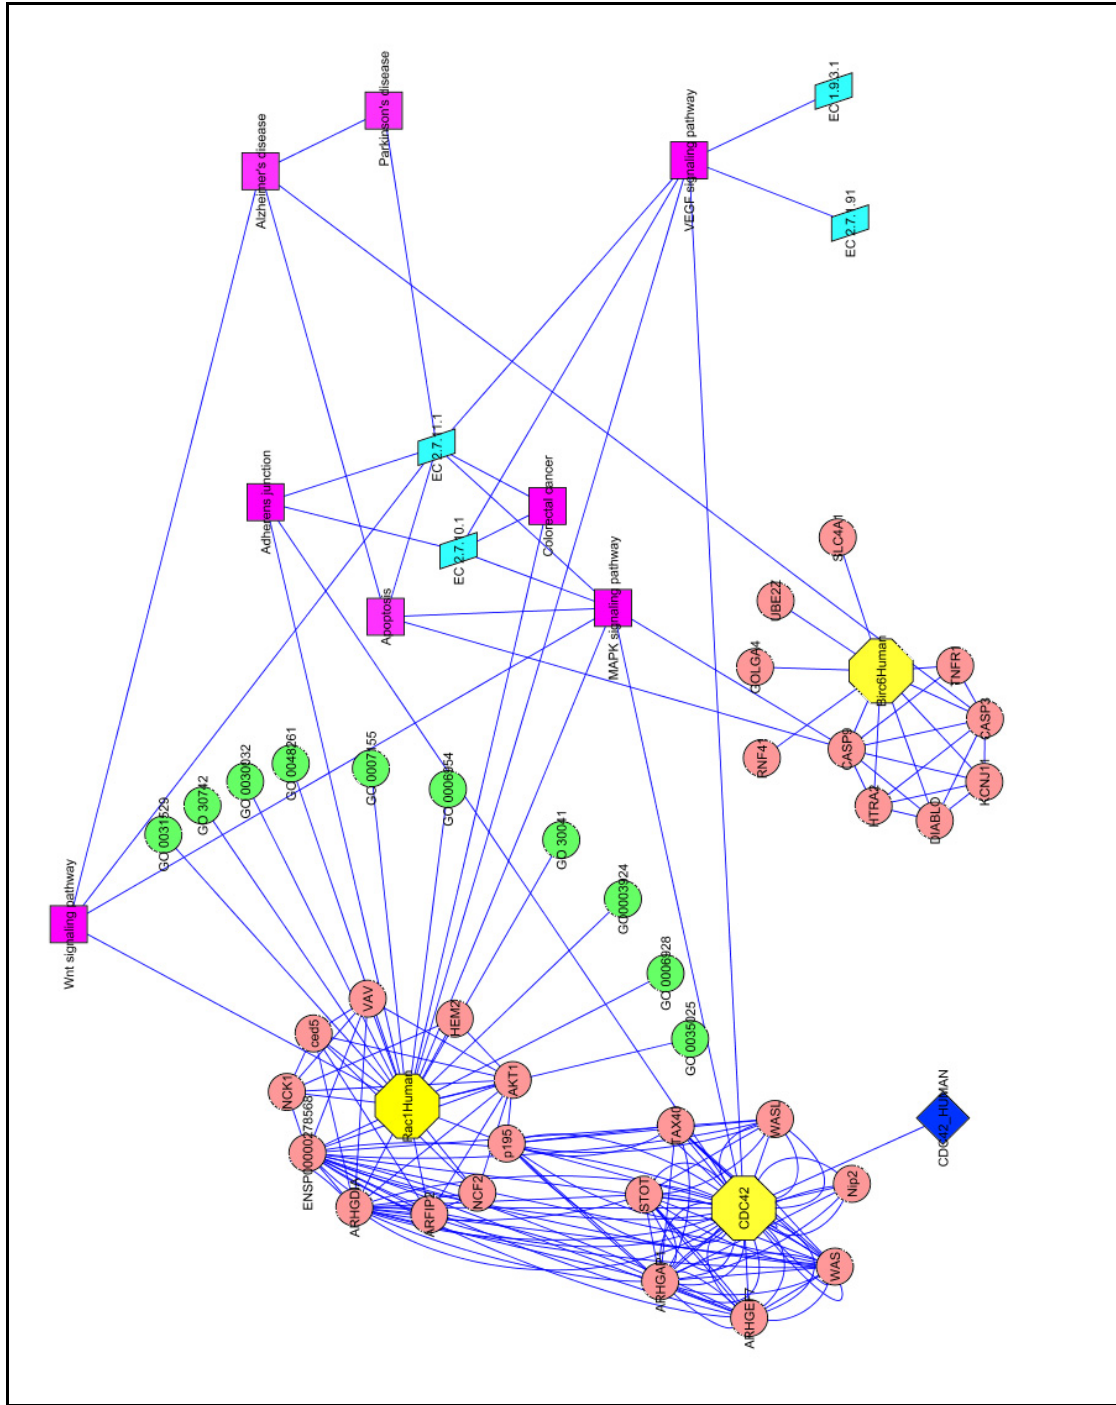 Parkinson's disease
Alzheimer's disease
VEGF signaling pathway
EC 1.9.3.1
EC 2.7.1.91
EC 2.7.11.1
Adherens junction
Colorectal cancer
EC 2.7.10.1
SLC4A1
Apoptosis
MAPK signaling pathway
GOLGA4
Birc6Human
TNFR1
RNF41
CASP9
CASP3
KCNJ11
HTRA2
DIABLO
GO 0048261
GO 0030032
GO 30742
GO 0031529
GO 0007155
GO 0006954
GO 30041
GO0003924
GO 0006928
GO 0035025
Wnt signaling pathway
VAV
HEM2
ced5
NCK1
AKT1
Rac1Human
ENSP00000278568
p195
ARHGDIA
ARFIP2
NCF2
TAX40
WASL
CDC42_HUMAN
STOT
CDC42
Nip2
ARHGAP1
WAS
ARHGEF7